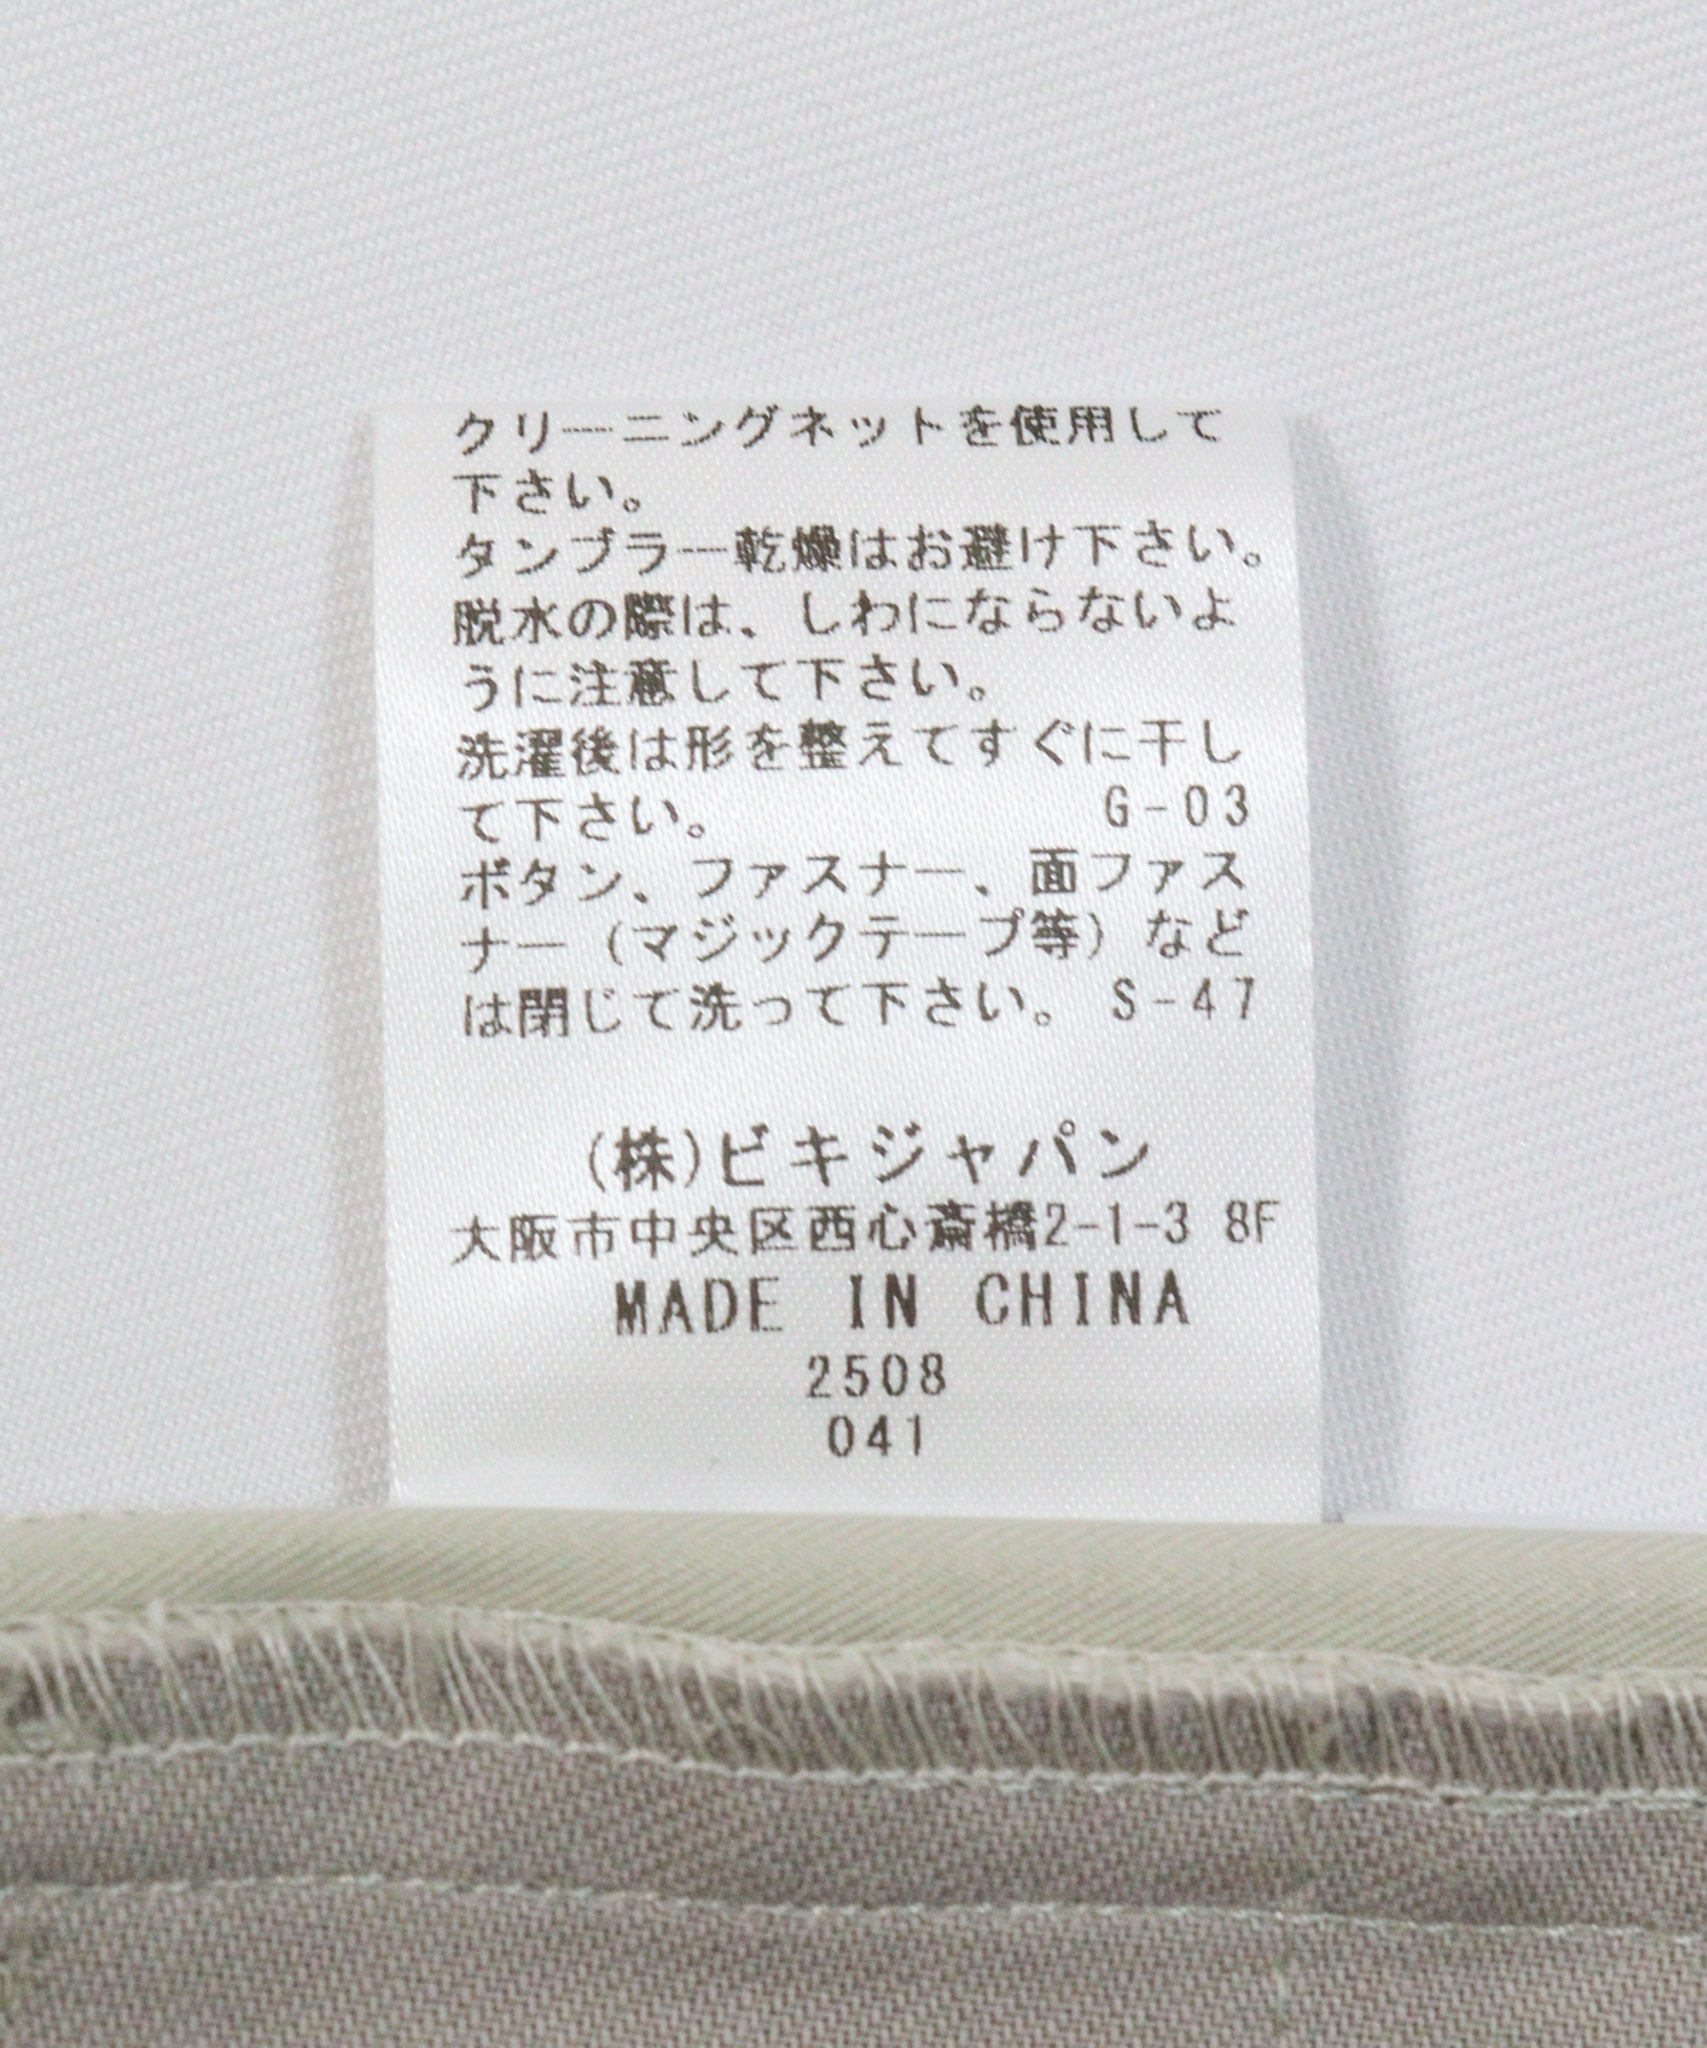 クリーニングネットを使用して
下さい。
タンブラー乾燥はお避け下さい。
脱水の際は、しわにならないよ
うに注意して下さい。
洗濯後は形を整えてすぐに干し
て下さい。 G-03
ボタン、ファスナー、面ファス
ナー(マジックテープ等)など
は閉じて洗って下さい。 S-47
(株)ビキジャパン
大阪市中央区西心斎橋2-1-3 8F
MADE IN CHINA
2508
041